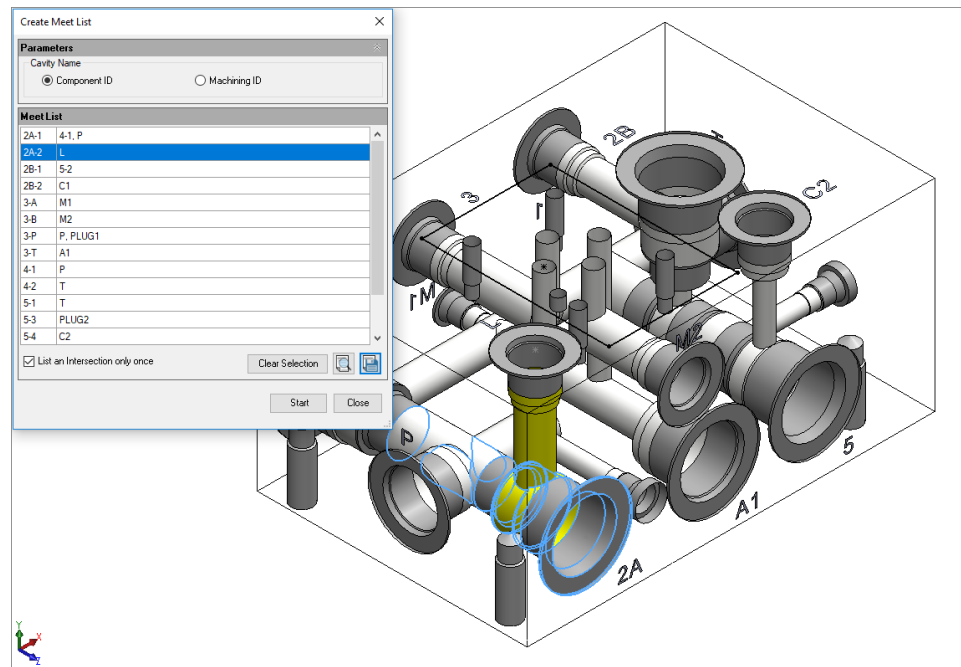 Create Meet List
Parameters
Cavity Name
Component ID Machining ID
Meet List
2A-1 4-1, P
2A-2 L
2B-1 5-2
2B-2 C1
3-A M1
3-B M2
3-P P, PLUG1
3-T A1
4-1 P
4-2 T
5-1 T
5-3 PLUG2
5-4 C2
List an Intersection only once
Clear Selection
Start Close
2B
C2
3
1
M1
M2
P
5
A1
2A
Y
X
Z